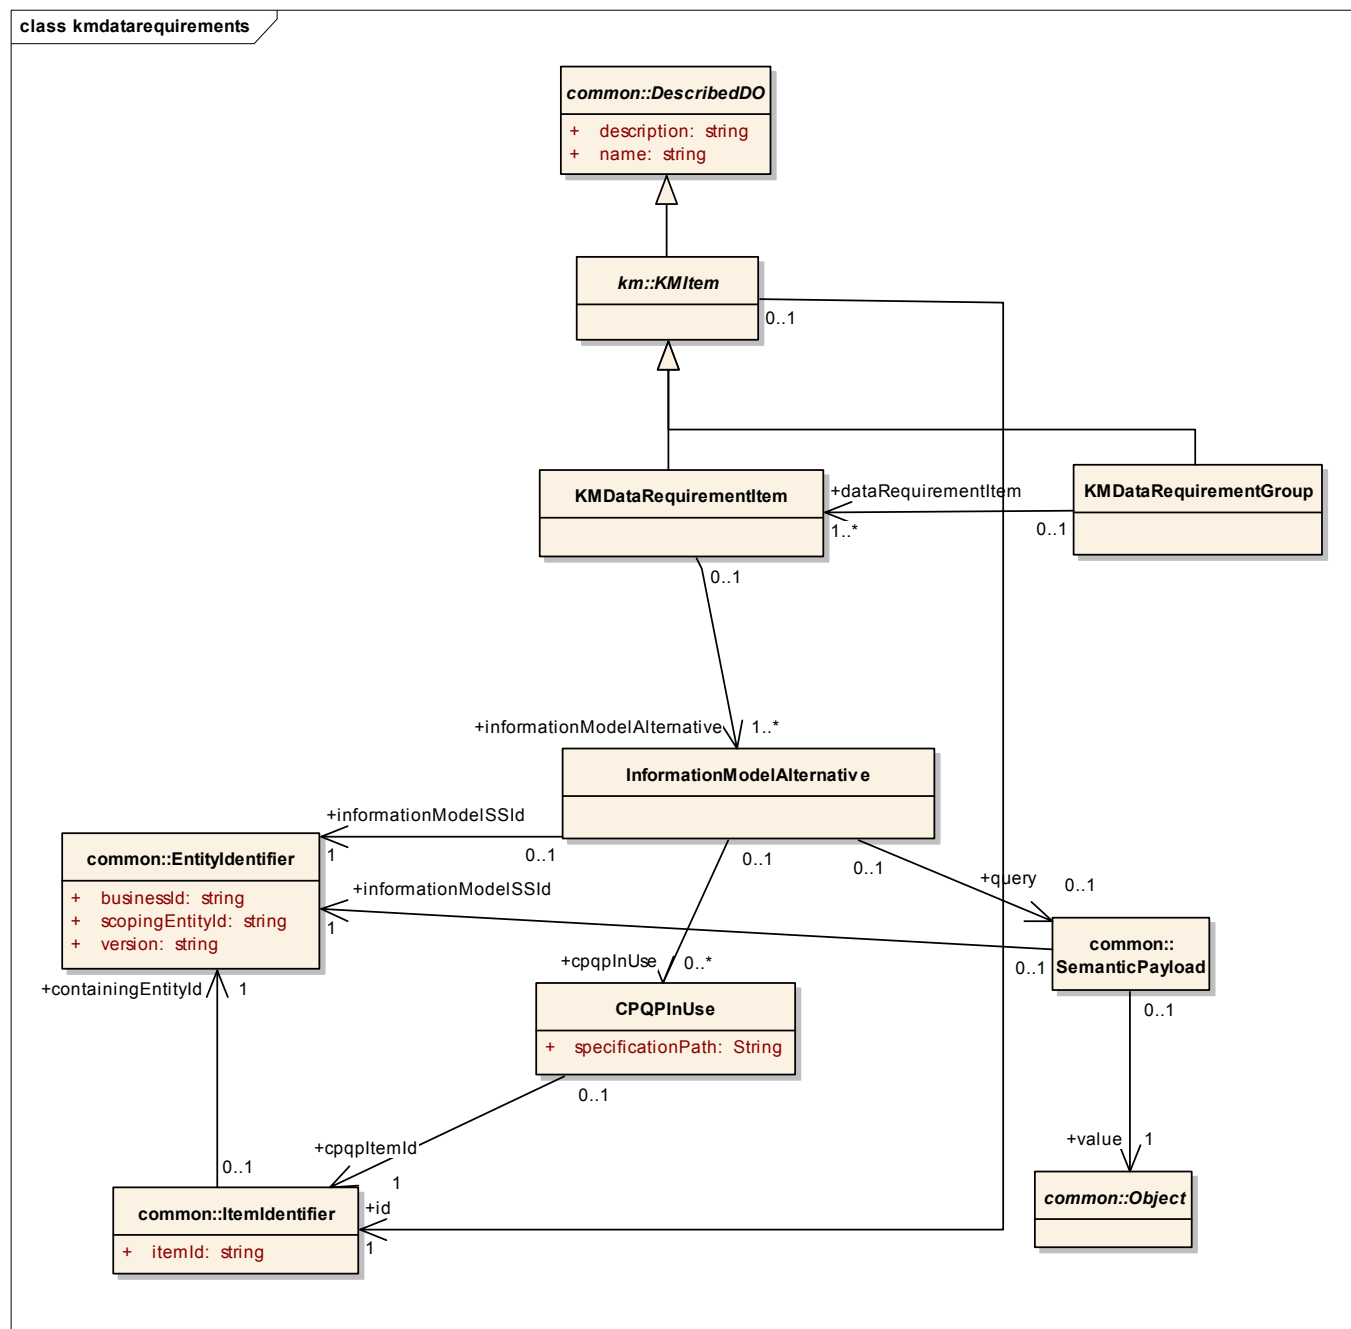 class kmdatarequirements
common::DescribedDO
+ description: string
+ name: string
km::KMItem
0..1
KMDataRequirementItem
+dataRequirementItem
1..*
0..1
KMDataRequirementGroup
0..1
+informationModelAlternative
1..*
InformationModelAlternative
+informationModelSSId
1
0..1
0..1
0..1
common::EntityIdentifier
+ businessId: string
+ scopingEntityId: string
+ version: string
+informationModelSSId
1
+query
0..1
0..1
common::
SemanticPayload
+containingEntityId
1
+cpqpInUse
0..*
CPQPInUse
+ specificationPath: String
0..1
0..1
+cpqpItemId
1
+value
1
0..1
common::ItemIdentifier
+ itemId: string
+id
1
common::Object